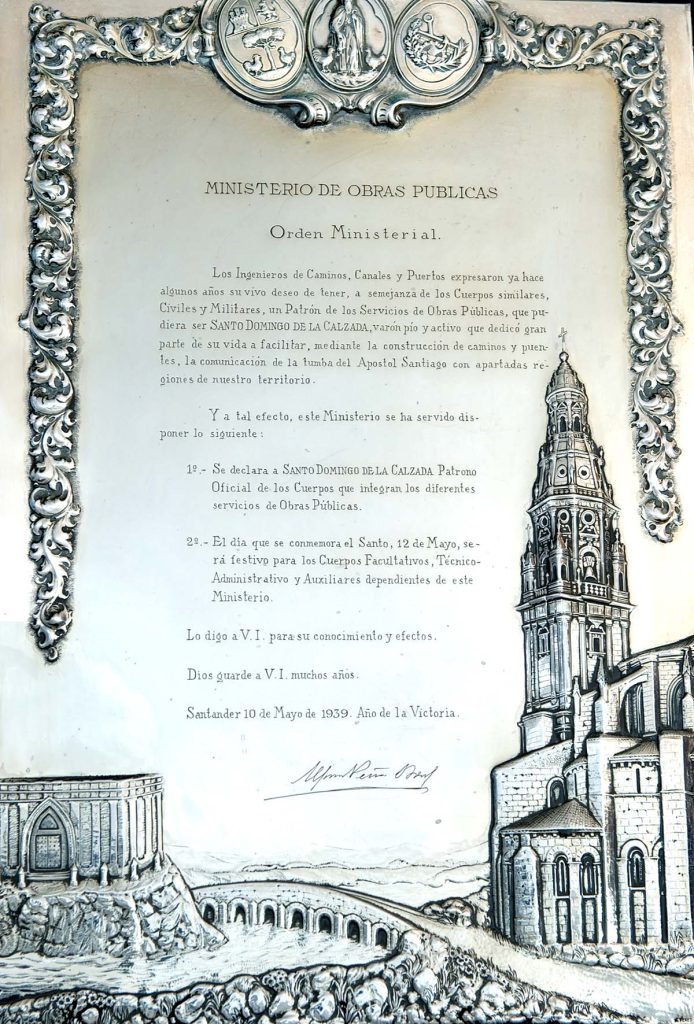 MINISTERIO DE OBRAS PUBLICAS
Orden Ministerial.
Los Ingenieros de Caminos, Canales y Puertos expresaron ya hace
algunos años su vivo deseo de tener, a semejanza de los Cuerpos similares,
Civiles y Militares, un Patrón de los Servicios de Obras Públicas, que pu-
diera ser SANTO DOMINGO DE LA CALZADA, varón pío y activo que dedicó gran
parte de su vida a facilitar, mediante la construcción de caminos y puen-
tes, la comunicación de la tumba del Apostol Santiago con apartadas re-
giones de nuestro territorio.
Y a tal efecto, este Ministerio se ha servido dis-
poner lo siguiente:
1º.- Se declara a SANTO DOMINGO DE LA CALZADA Patrono
Oficial de los Cuerpos que integran los diferentes
servicios de Obras Públicas.
2º.- El día que se conmemora el Santo, 12 de Mayo, se-
rá festivo para los Cuerpos Facultativos, Técnico-
Administrativo y Auxiliares dependientes de este
Ministerio.
Lo digo a V. I. para su conocimiento y efectos.
Dios guarde a V. I. muchos años.
Santander 10 de Mayo de 1939. Año de la Victoria.